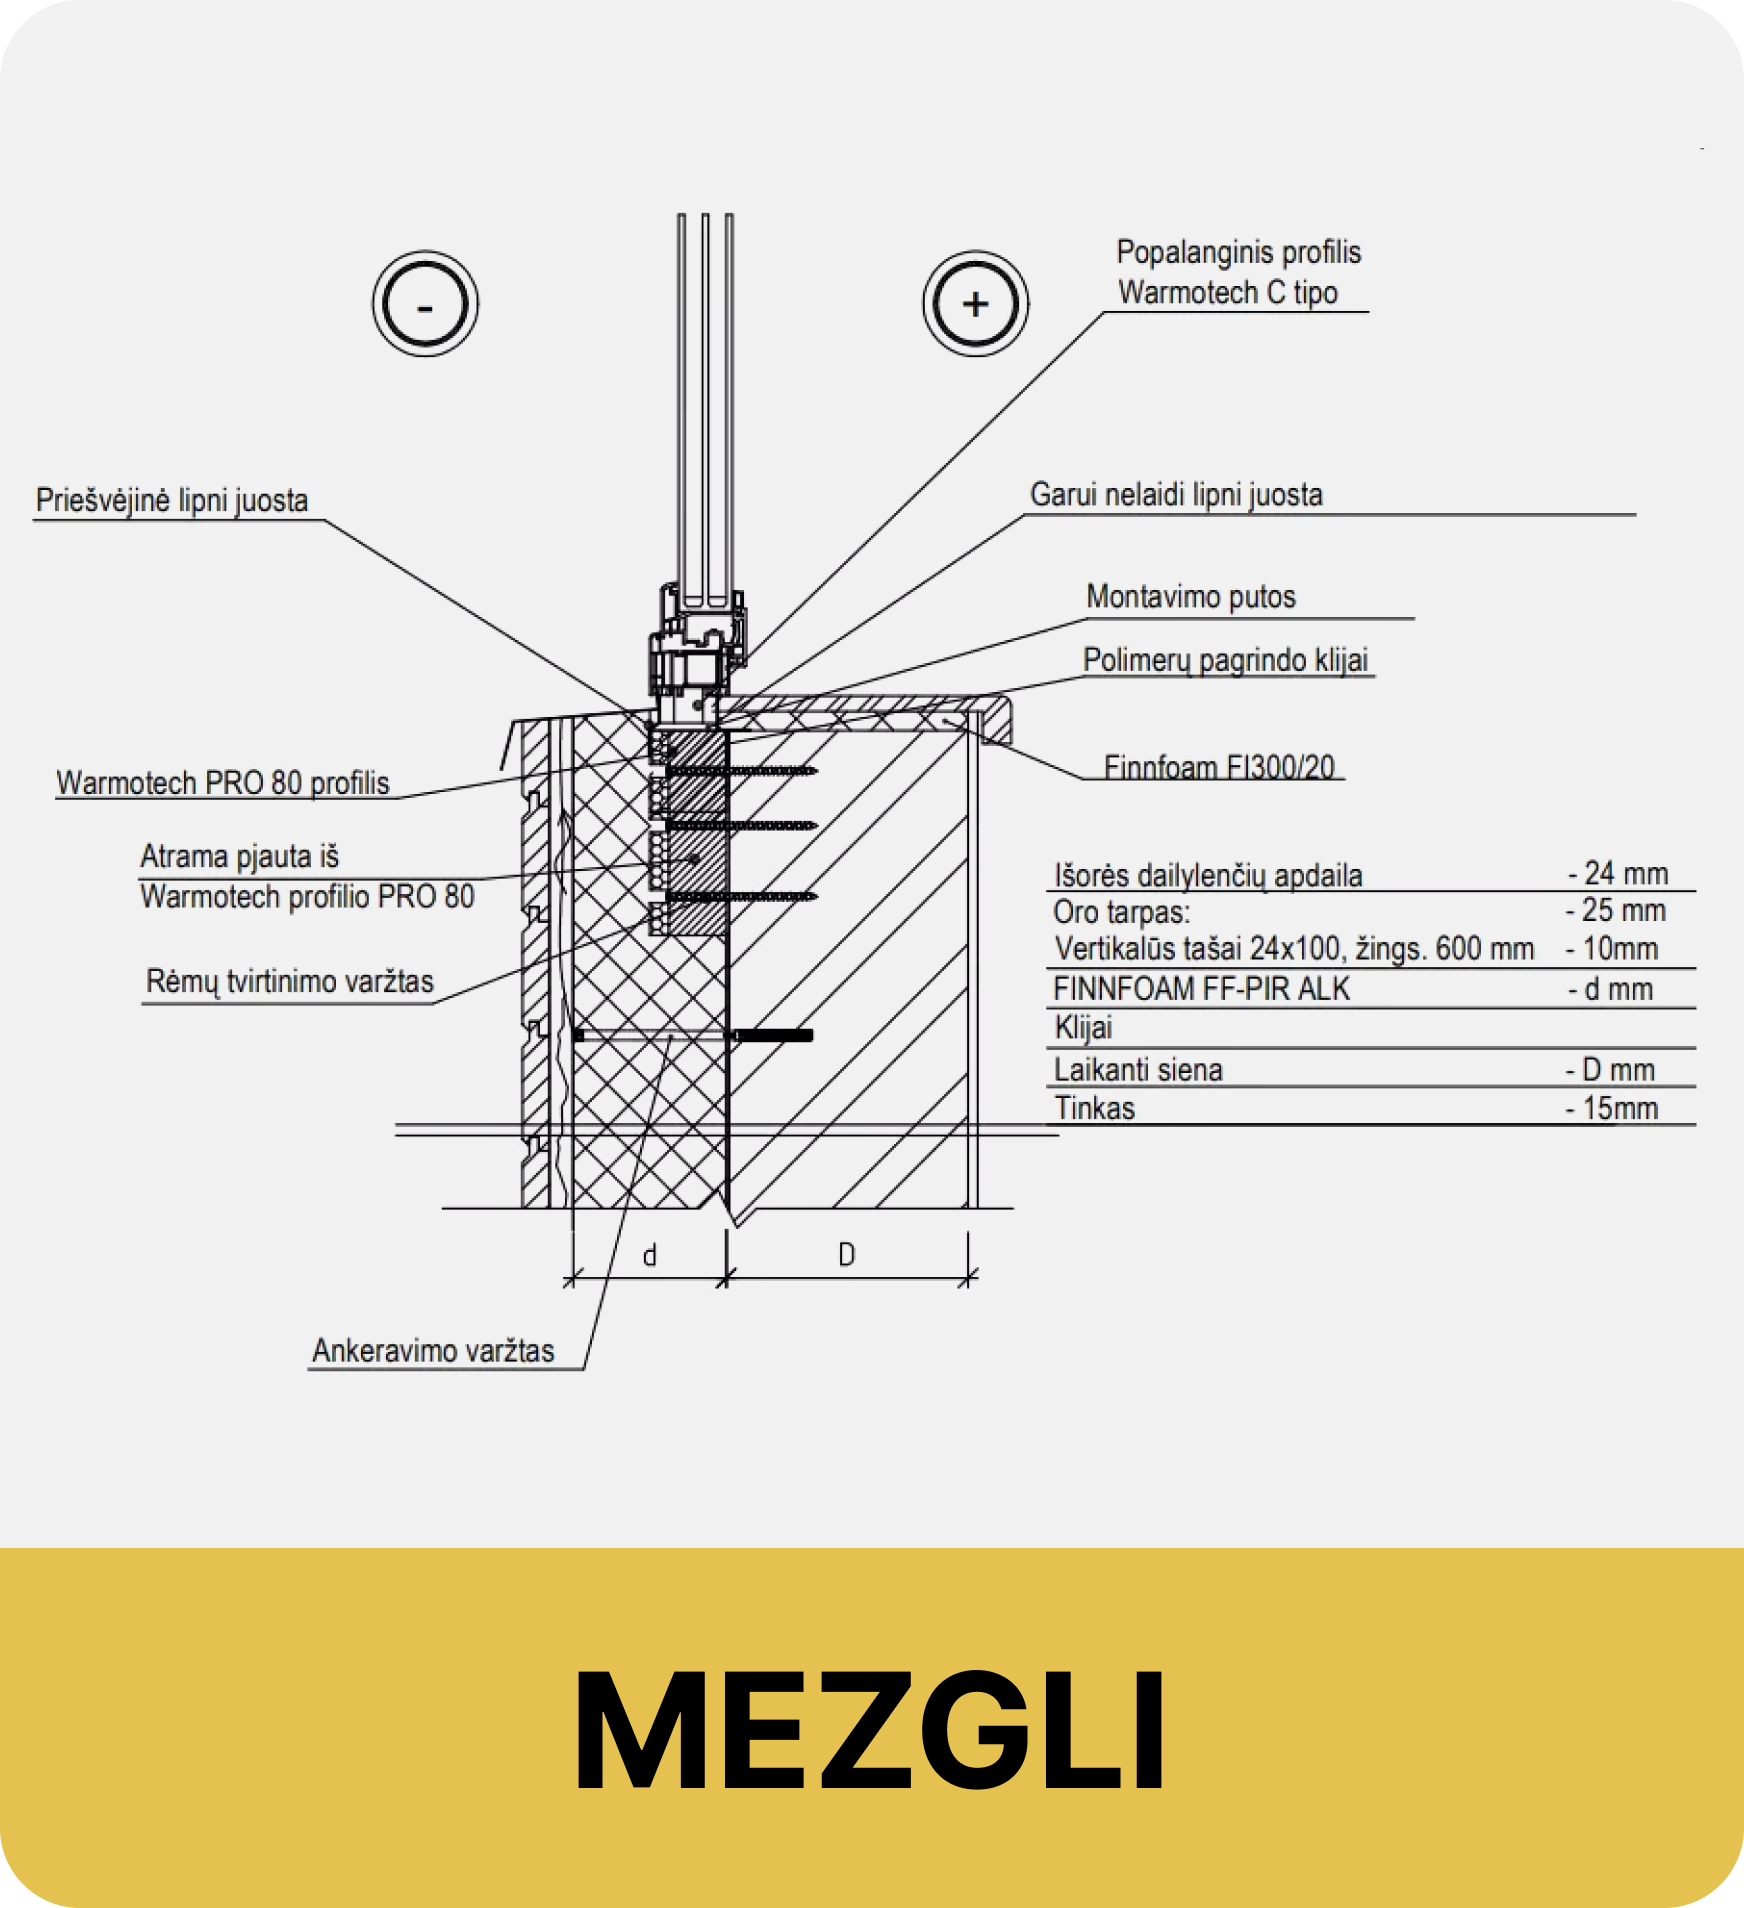 -
+
Popalanginis profilis
Warmotech C tipo
Priešvėjinė lipni juosta
Garui nelaidi lipni juosta
Montavimo putos
Polimerų pagrindo klijai
Warmotech PRO 80 profilis
Finnfoam FI300/20
Atrama pjauta iš
Warmotech profilio PRO 80
Rėmų tvirtinimo varžtas
Išorės dailylenčių apdaila - 24 mm
Oro tarpas: - 25 mm
Vertikalūs tašai 24x100, žings. 600 mm - 10mm
FINNFOAM FF-PIR ALK - d mm
Klijai
Laikanti siena - D mm
Tinkas - 15mm
d
D
Ankeravimo varžtas
MEZGLI